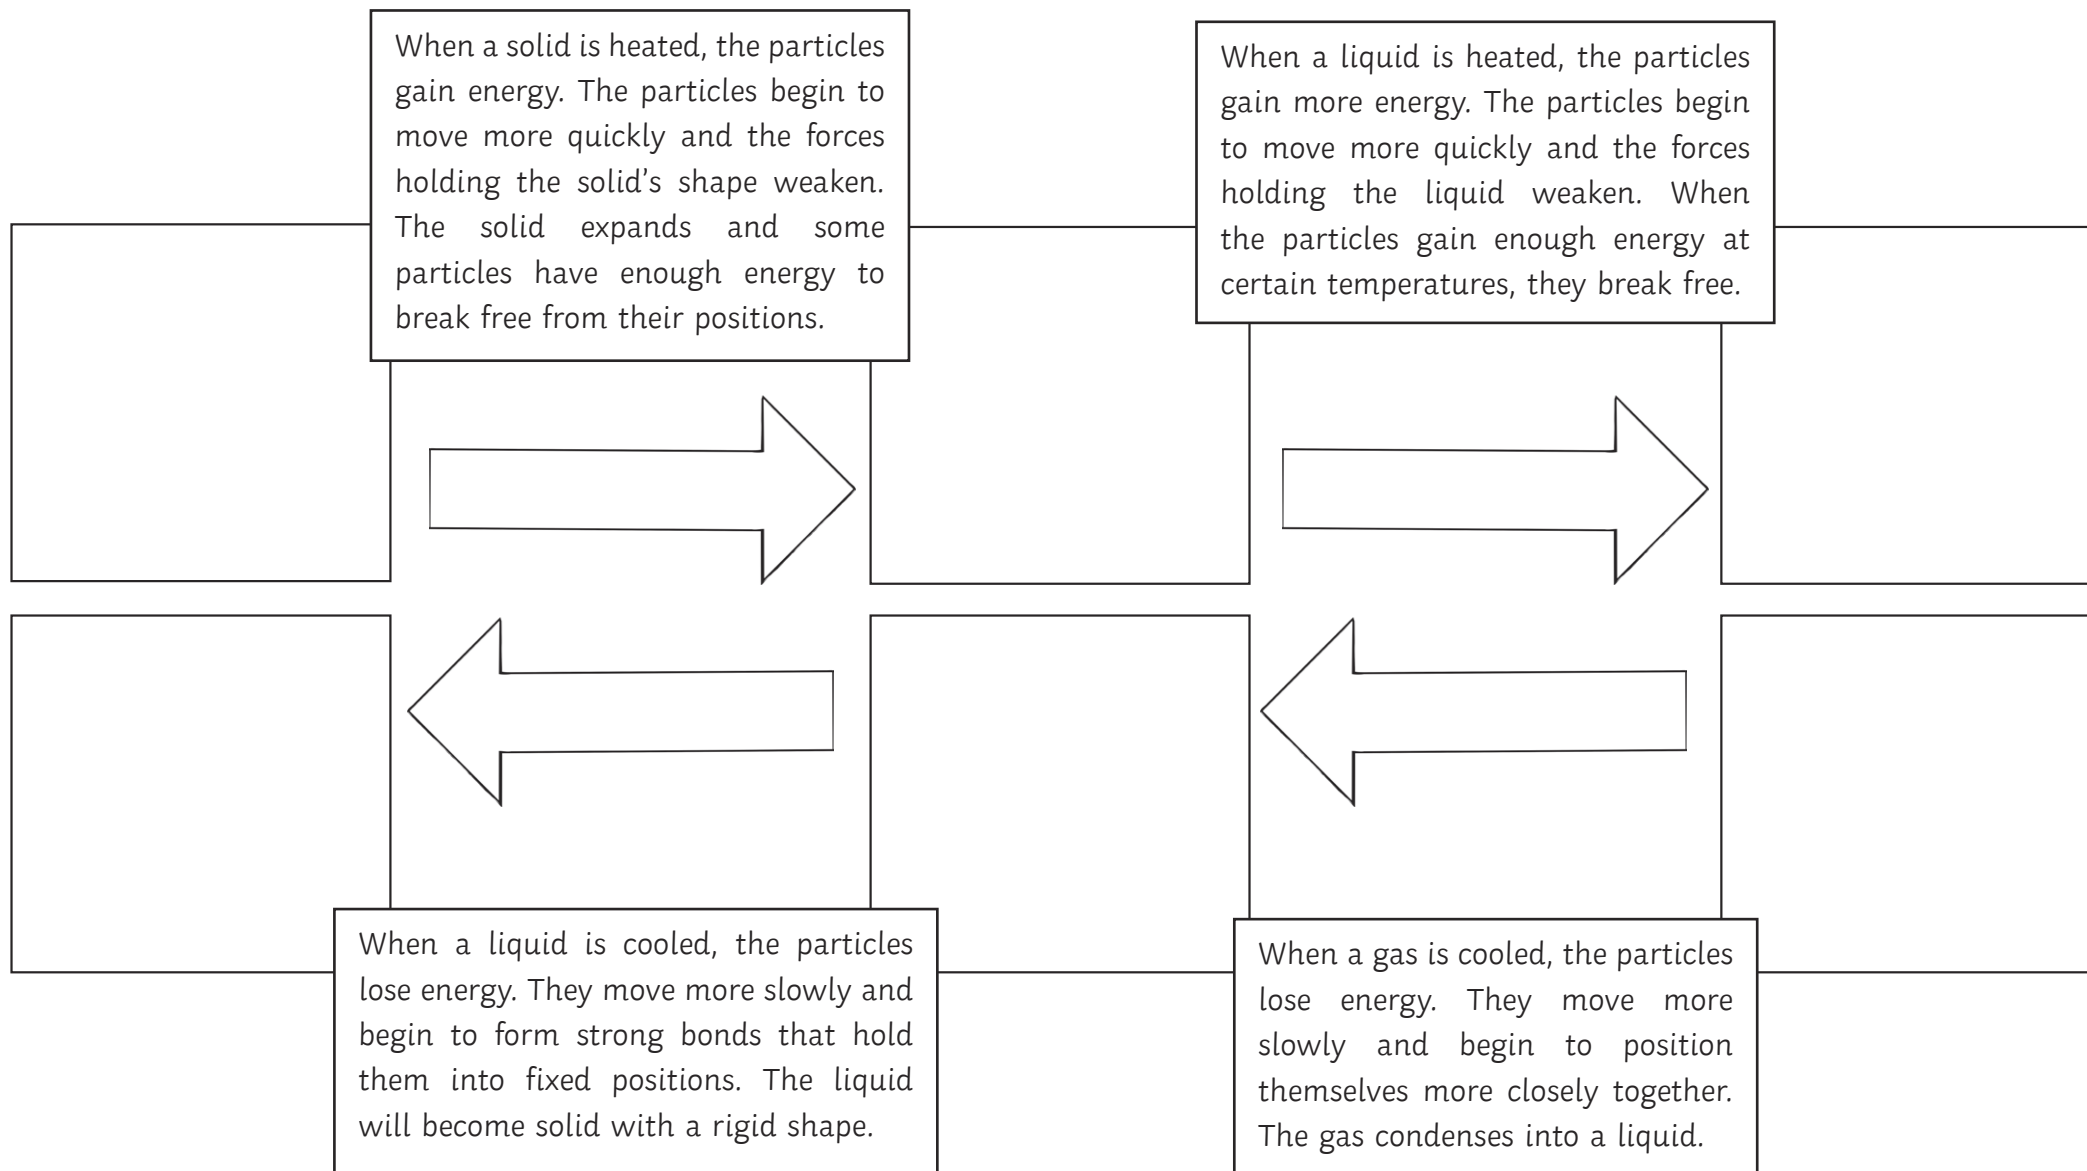 When a solid is heated, the particles
gain energy. The particles begin to
move more quickly and the forces
holding the solid's shape weaken.
The solid expands and some
particles have enough energy to
break free from their positions.
When a liquid is heated, the particles
gain more energy. The particles begin
to move more quickly and the forces
holding the liquid weaken. When
the particles gain enough energy at
certain temperatures, they break free.
When a liquid is cooled, the particles
lose energy. They move more slowly and
begin to form strong bonds that hold
them into fixed positions. The liquid
will become solid with a rigid shape.
When a gas is cooled, the particles
lose energy. They move more
slowly and begin to position
themselves more closely together.
The gas condenses into a liquid.